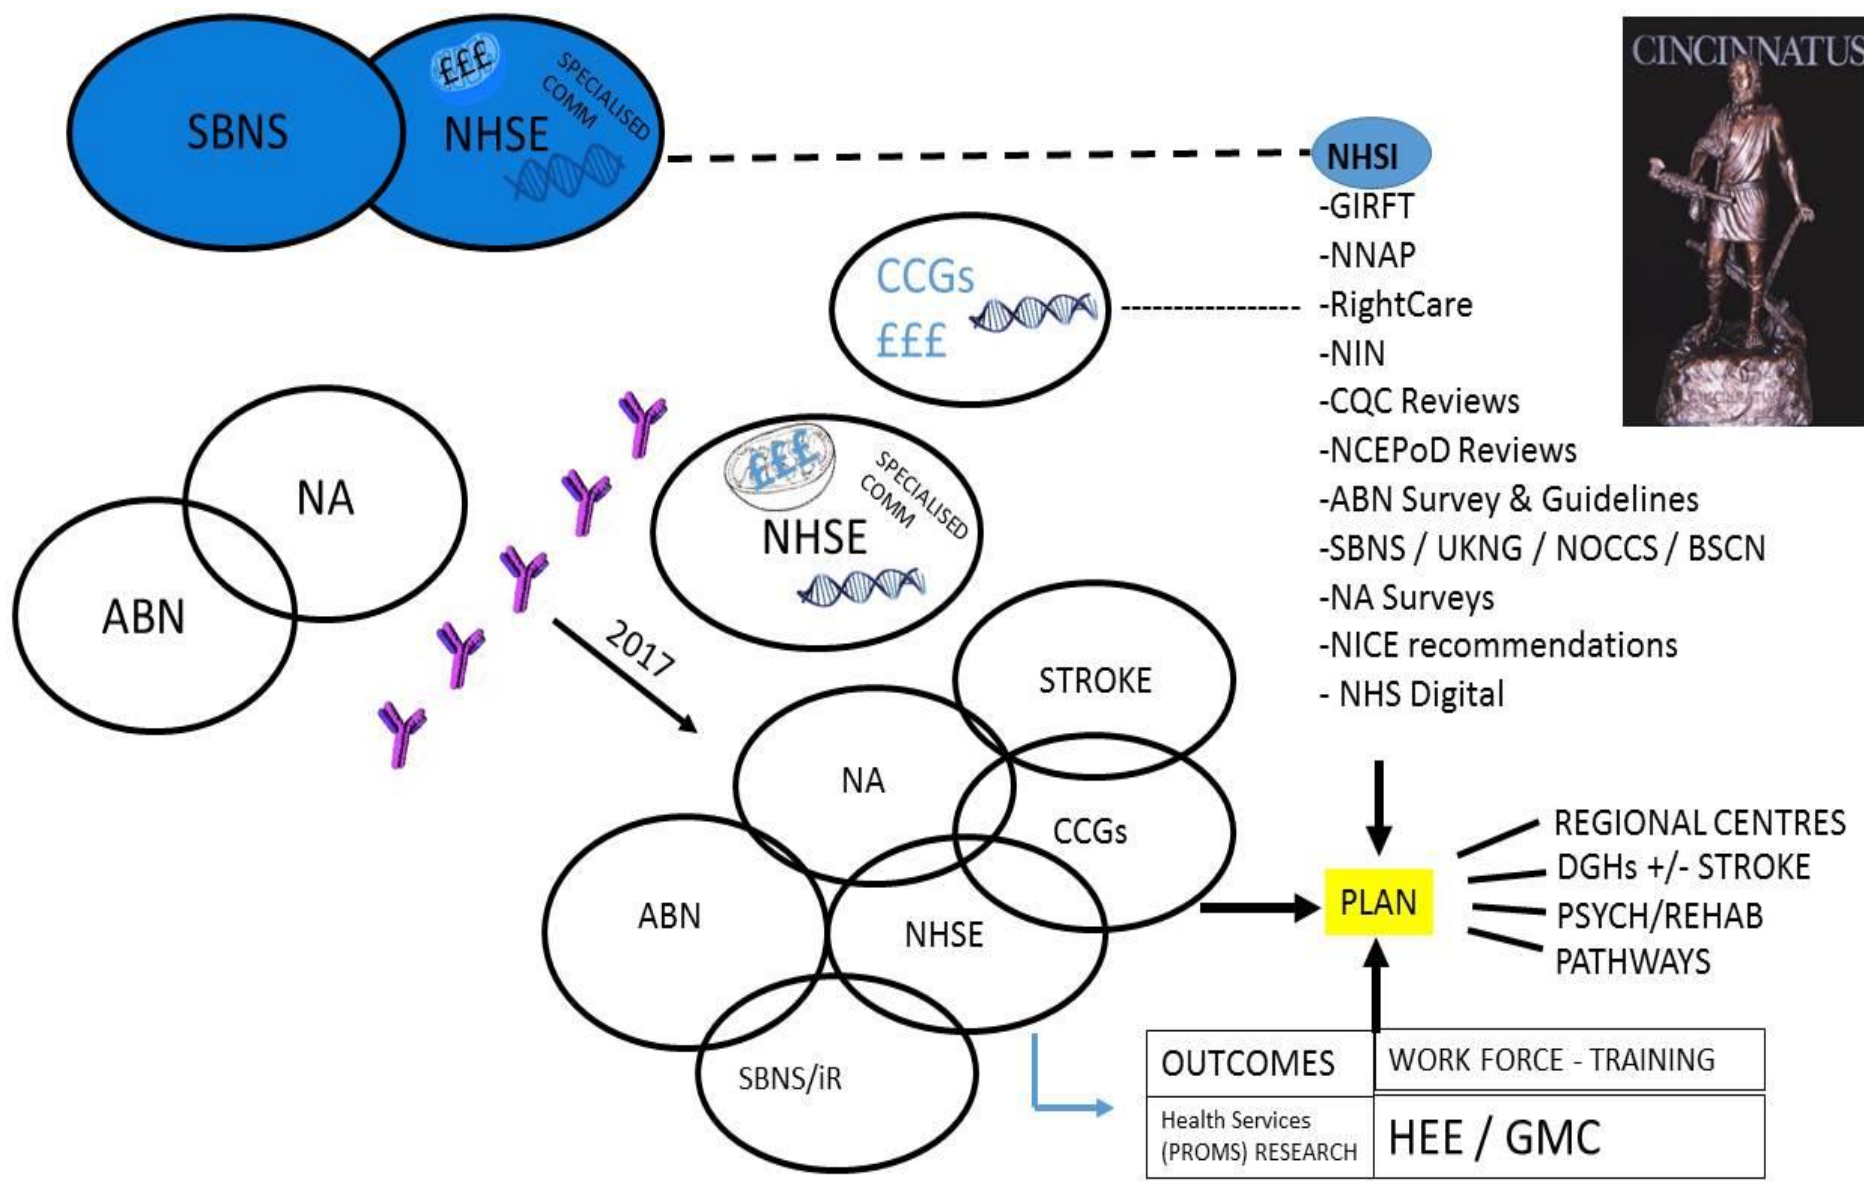 SBNS
£££
NHSE
SPECIALISED
COMM
CINCINNATUS
NHSI
-GIRFT
-NNAP
-RightCare
-NIN
-CQC Reviews
-NCEPoD Reviews
-ABN Survey & Guidelines
-SBNS / UKNG / NOCCS / BSCN
-NA Surveys
-NICE recommendations
- NHS Digital
CCGs
£££
NA
ABN
£££
SPECIALISED
COMM
NHSE
2017
STROKE
NA
CCGs
ABN
NHSE
SBNS/iR
PLAN
REGIONAL CENTRES
DGHs +/- STROKE
PSYCH/REHAB
PATHWAYS
OUTCOMES
WORK FORCE - TRAINING
Health Services
(PROMS) RESEARCH
HEE / GMC
CINCINNATUS